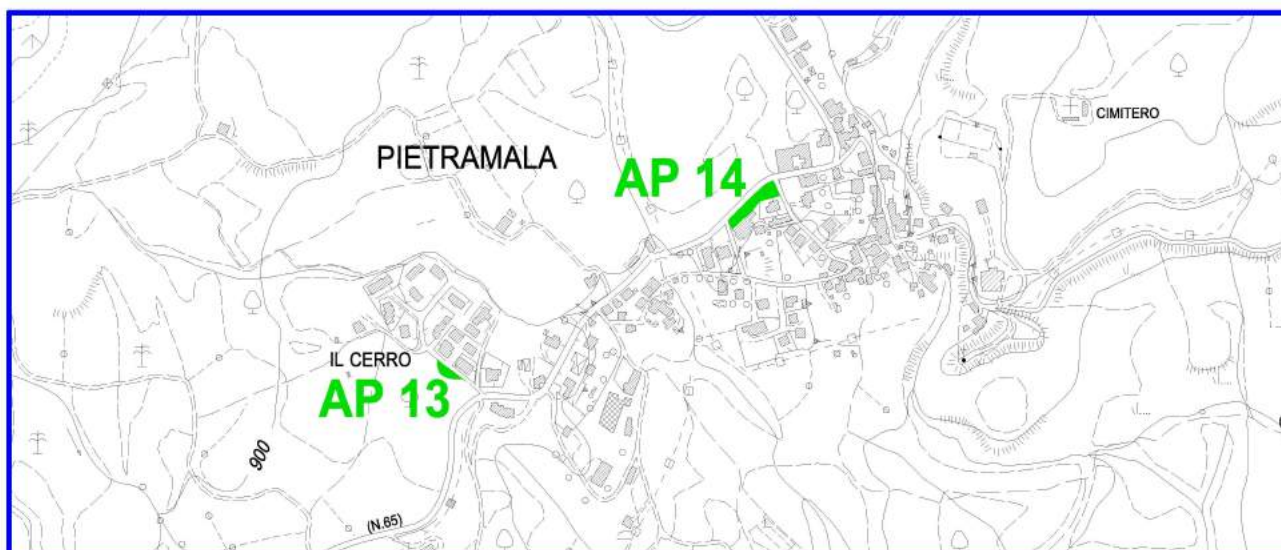 CIMITERO
PIETRAMALA
AP 14
IL CERRO
AP 13
900
(N.65)